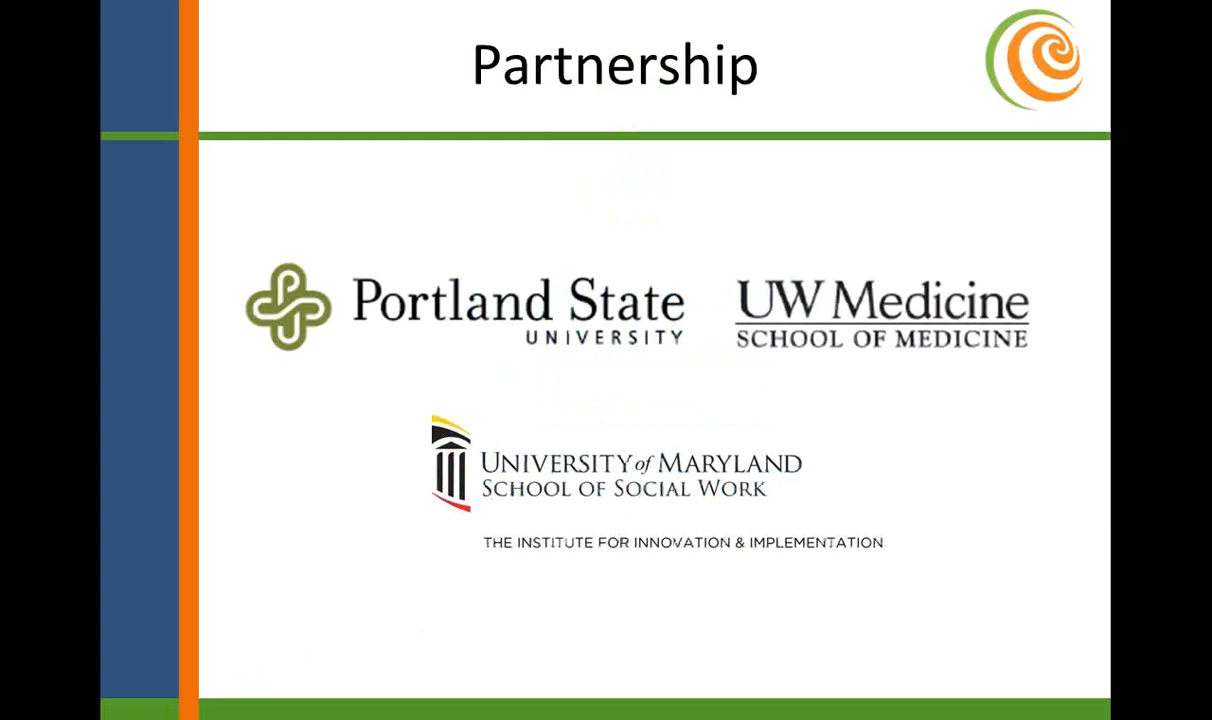 Partnership
Portland State
UNIVERSITY
UW Medicine
SCHOOL OF MEDICINE
UNIVERSITY of MARYLAND
SCHOOL OF SOCIAL WORK
THE INSTITUTE FOR INNOVATION & IMPLEMENTATION